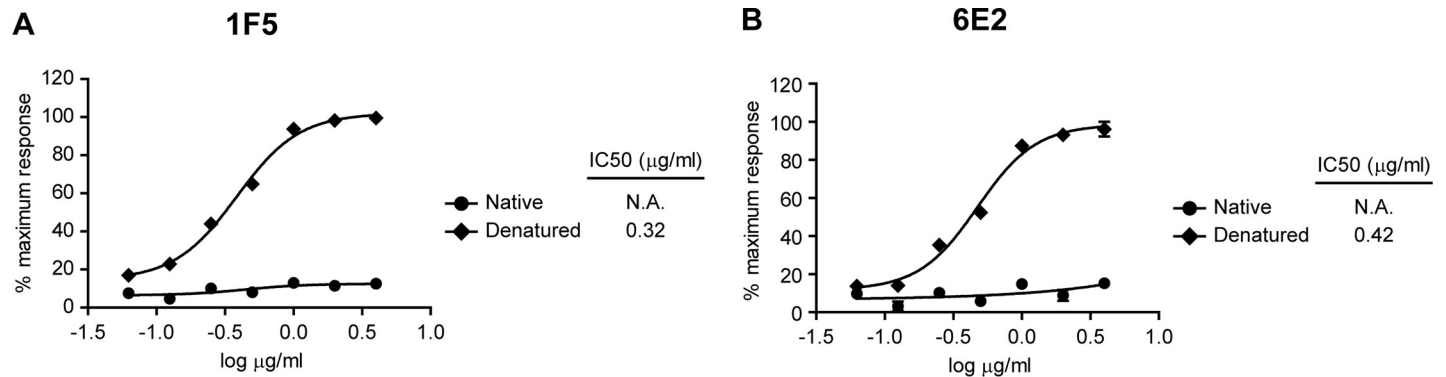 A
1F5
120
100
80
60
40
20
0
% maximum response
-1.5 -1.0 -0.5 0.0 0.5 1.0
log μg/ml
IC50 (μg/ml)
Native N.A.
Denatured 0.32
B
6E2
120
100
80
60
40
20
0
% maximum response
-1.5 -1.0 -0.5 0.0 0.5 1.0
log μg/ml
IC50 (μg/ml)
Native N.A.
Denatured 0.42